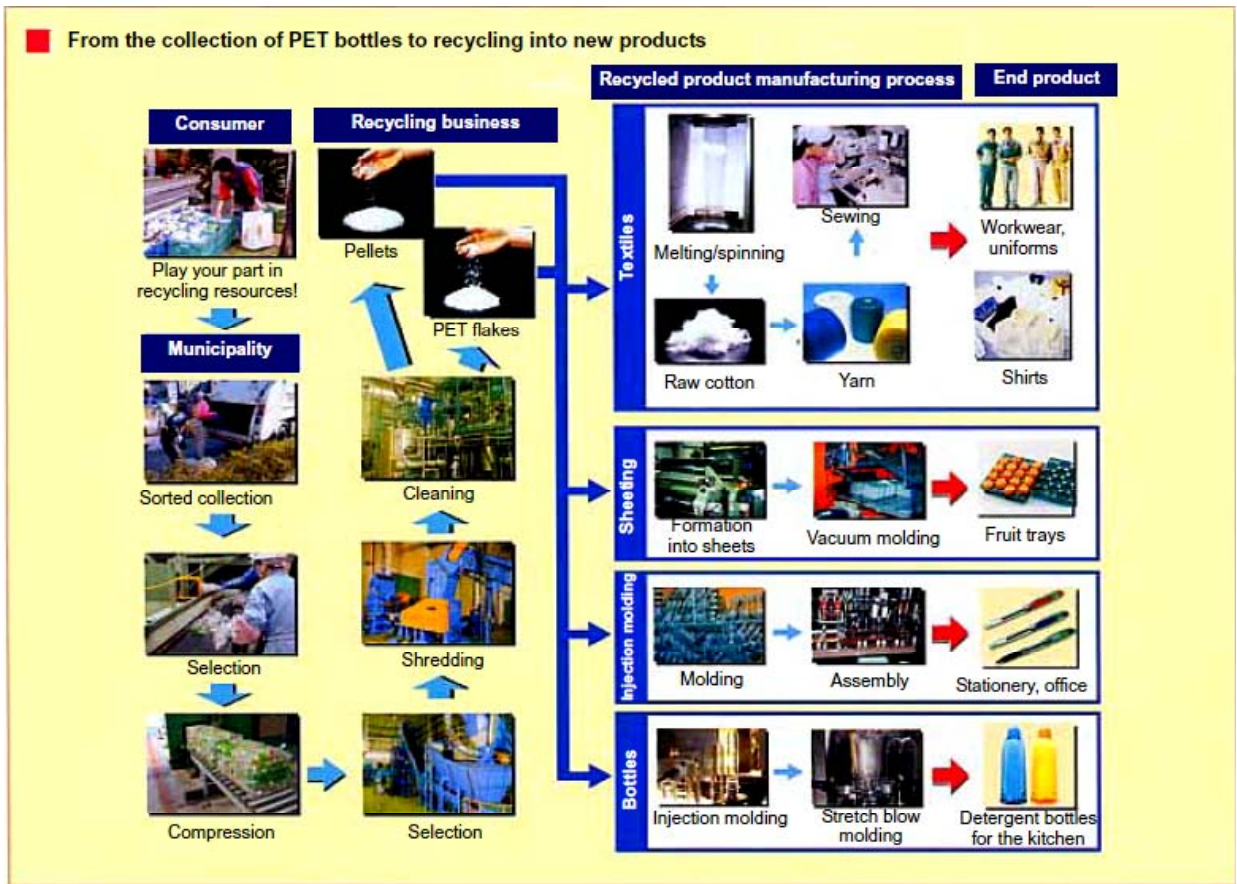 From the collection of PET bottles to recycling into new products
Consumer
Play your part in
recycling resources!
Municipality
Sorted collection
Selection
Compression
Recycling business
Pellets
PET flakes
Cleaning
Shredding
Selection
Recycled product manufacturing process
End product
Textiles
Melting/spinning
Sewing
Raw cotton
Yarn
Workwear,
uniforms
Shirts
Sheeting
Formation
into sheets
Vacuum molding
Fruit trays
Injection molding
Molding
Assembly
Stationery, office
Bottles
Injection molding
Stretch blow
molding
Detergent bottles
for the kitchen